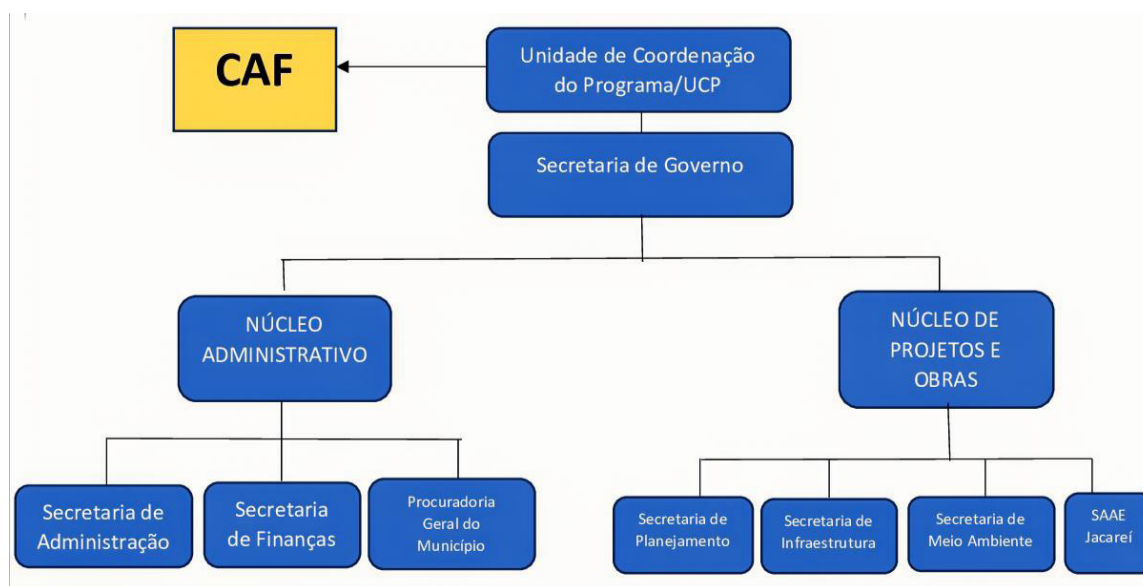 CAF
Unidade de Coordenação
do Programa/UCP
Secretaria de Governo
NÚCLEO
ADMINISTRATIVO
NÚCLEO DE
PROJETOS E
OBRAS
Secretaria de
Administração
Secretaria
de Finanças
Procuradoria
Geral do
Município
Secretaria de
Planejamento
Secretaria de
Infraestrutura
Secretaria de
Meio Ambiente
SAAE
Jacareí